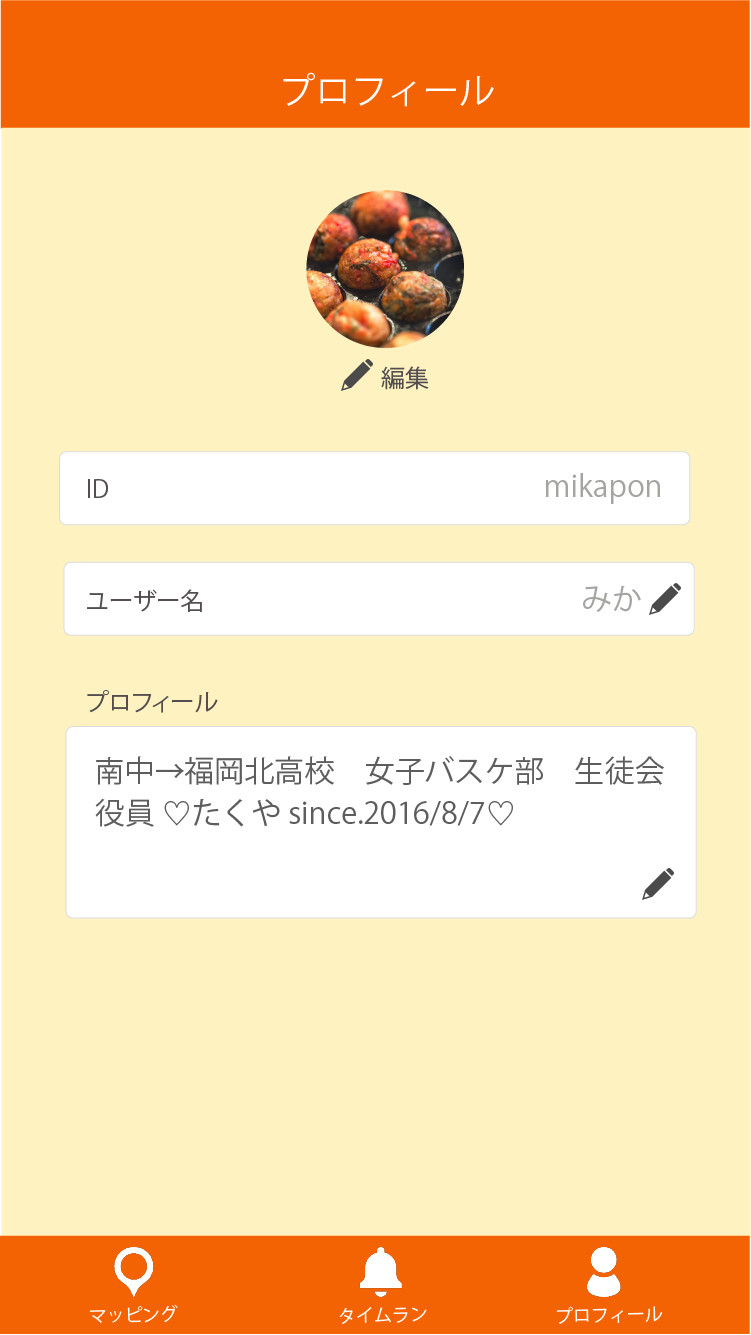 プロフィール
編集
ID
mikapon
ユーザー名
みか
プロフィール
南中→福岡北高校　女子バスケ部　生徒会
役員 ♡たくや since.2016/8/7♡
マッピング
タイムラン
プロフィール